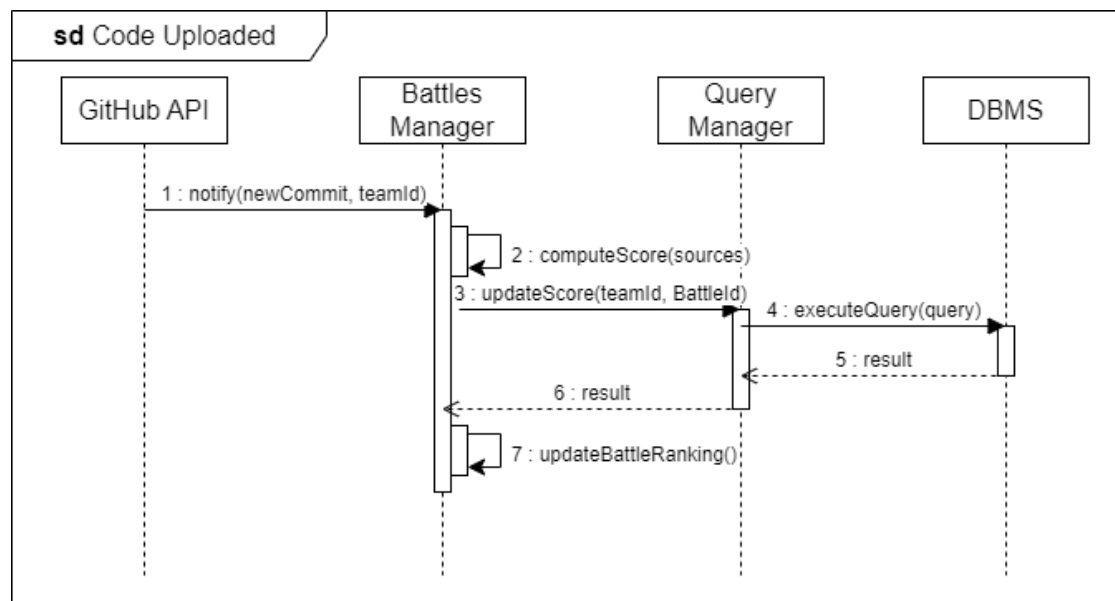 sd Code Uploaded
GitHub API
Battles
Manager
Query
Manager
DBMS
1 : notify(newCommit, teamId)
2 : computeScore(sources)
3 : updateScore(teamId, BattleId)
4 : executeQuery(query)
5 : result
6 : result
7 : updateBattleRanking()